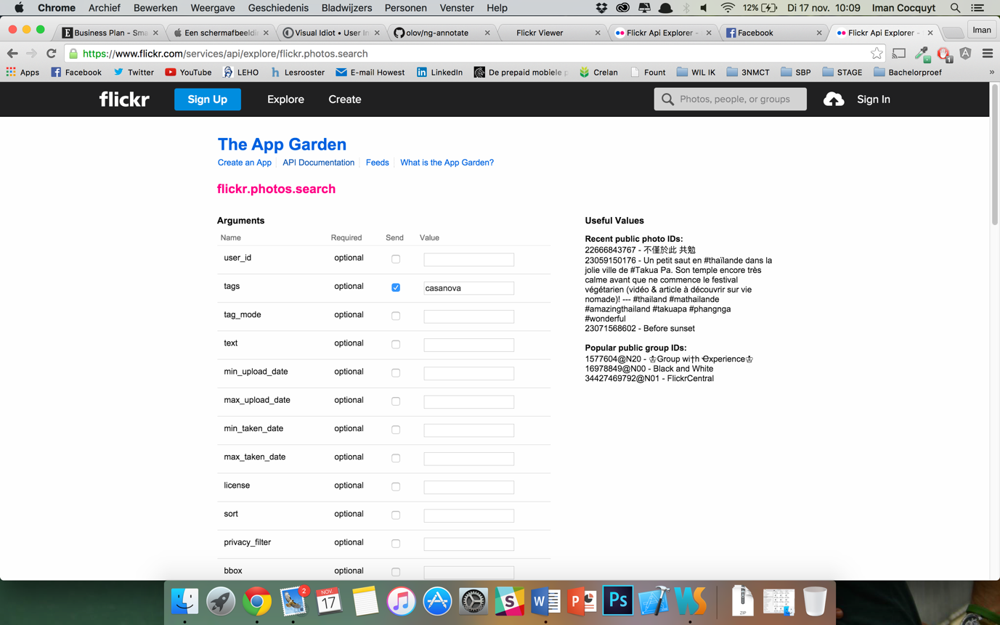 Chrome Archief Bewerken Weergave Geschiedenis Bladwijzers Personen Venster Help 12% Di 17 nov. 10:09 Iman Cocquyt
Business Plan - Sma Een schermafbeeldin Visual Idiot • User In olov/ng-annotate Flickr Viewer Flickr Api Explorer - Facebook Flickr Api Explorer - Iman
https://www.flickr.com/services/api/explore/flickr.photos.search
1
Apps Facebook Twitter YouTube LEHO Lesrooster E-mail Howest LinkedIn De prepaid mobiele p Crelan Fount WIL IK 3NMCT SBP STAGE Bachelorproef »
flickr Sign Up Explore Create Photos, people, or groups Sign In
The App Garden
Create an App API Documentation Feeds What is the App Garden?
flickr.photos.search
Arguments
Name Required Send Value
user_id optional
tags optional casanova
tag_mode optional
text optional
min_upload_date optional
max_upload_date optional
min_taken_date optional
max_taken_date optional
license optional
sort optional
privacy_filter optional
bbox optional
Useful Values
Recent public photo IDs:
22666843767 - 不僅於此 共勉
23059150176 - Un petit saut en #thaïlande dans la
jolie ville de #Takua Pa. Son temple encore très
calme avant que ne commence le festival
végétarien (vidéo & article à découvrir sur vie
nomade)! --- #thailand #mathailande
#amazingthailand #takuapa #phangnga
#wonderful
23071568602 - Before sunset
Popular public group IDs:
1577604@N20 - ♔Group wi†h Ҽxperience♔
16978849@N00 - Black and White
34427469792@N01 - FlickrCentral
2
NOV.
17
S
W
P
Ps
WS
ZIP